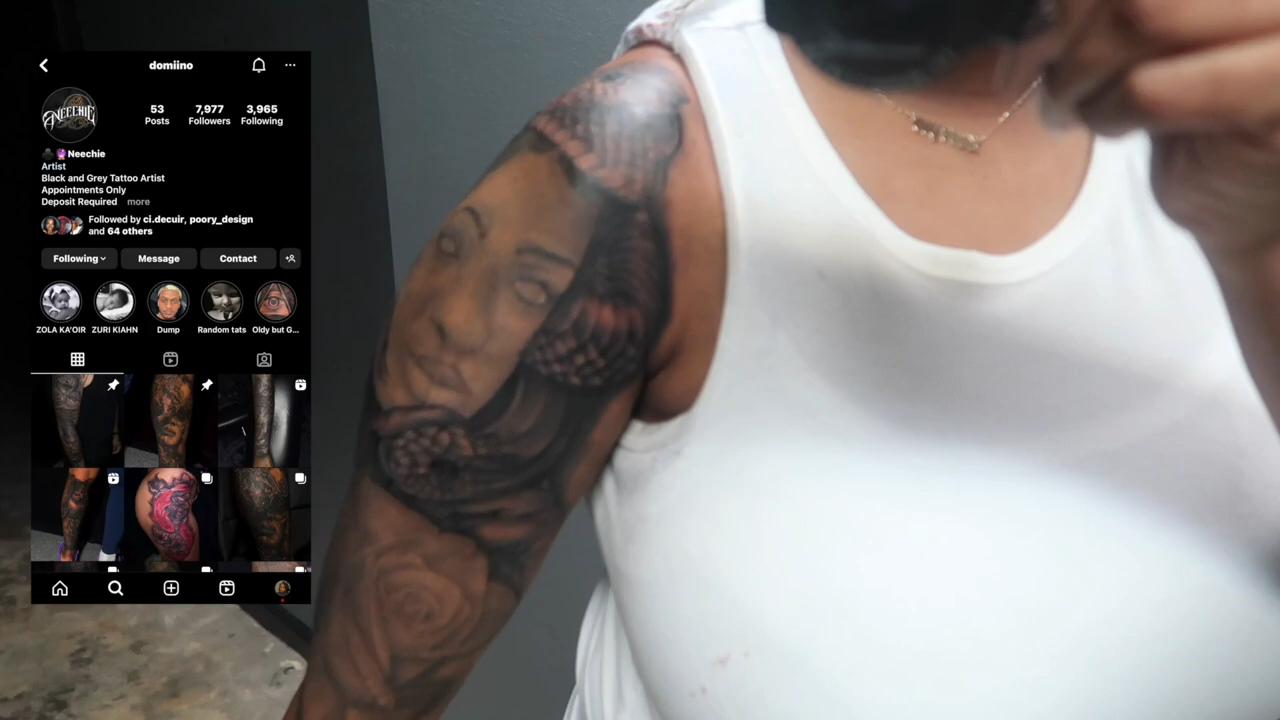 domiino
NEECHIE
53
Posts
7,977
Followers
3,965
Following
Neechie
Artist
Black and Grey Tattoo Artist
Appointments Only
Deposit Required more
Followed by ci.decuir, poory_design
and 64 others
Following
Message
Contact
ZOLA KA'OIR
ZURI KIAHN
Dump
Random tats
Oldy but G...